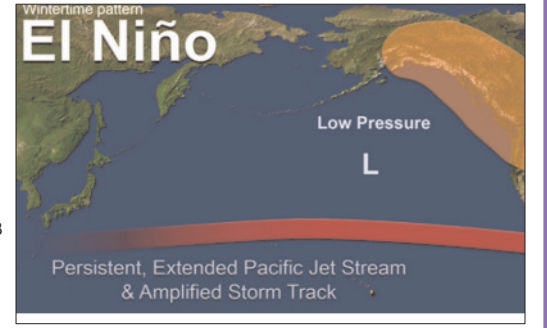 Wintertime pattern
El Niño
Low Pressure
L
Persistent, Extended Pacific Jet Stream
& Amplified Storm Track